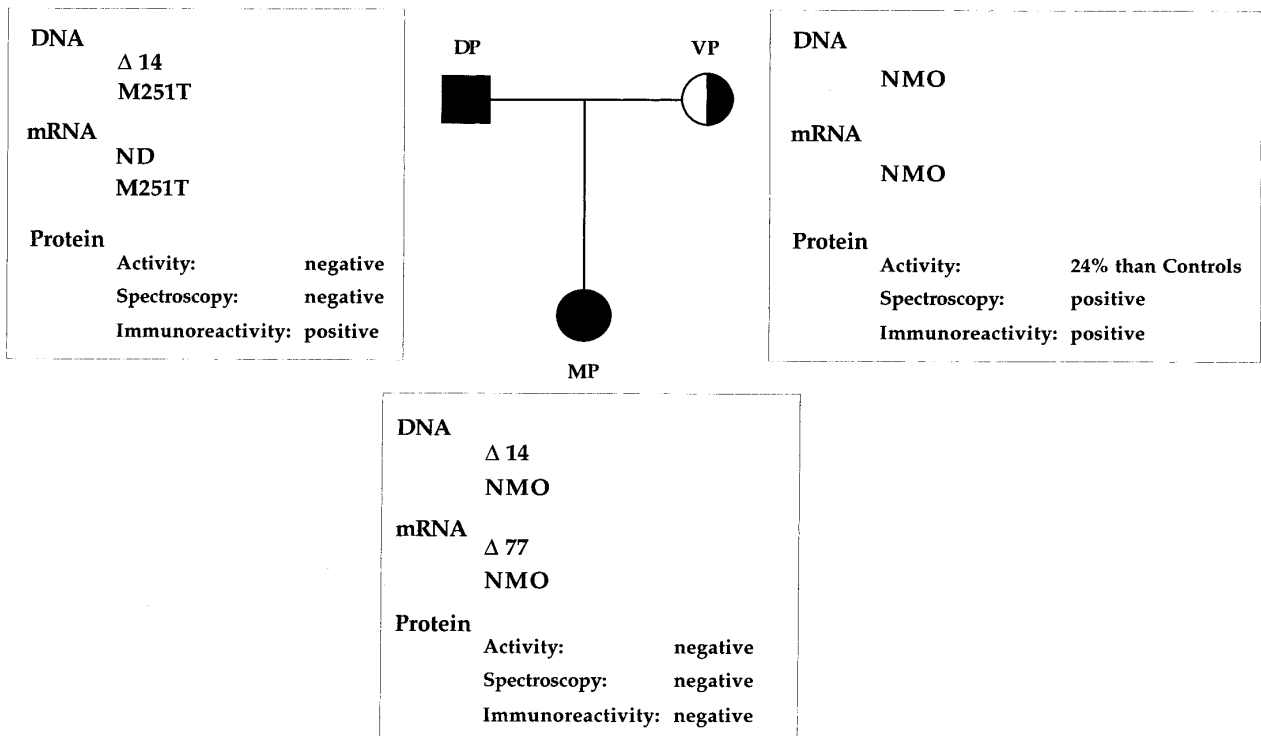 DNA
Δ 14
M251T
mRNA
ND
M251T
Protein
Activity: negative
Spectroscopy: negative
Immunoreactivity: positive
DP
VP
DNA
NMO
mRNA
NMO
Protein
Activity: 24% than Controls
Spectroscopy: positive
Immunoreactivity: positive
MP
DNA
Δ 14
NMO
mRNA
Δ 77
NMO
Protein
Activity: negative
Spectroscopy: negative
Immunoreactivity: negative